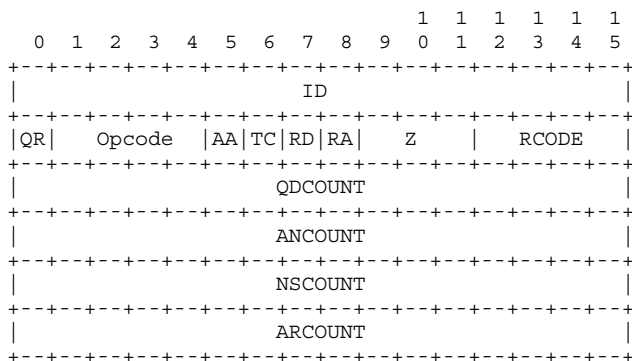 1 1 1 1 1 1
0 1 2 3 4 5 6 7 8 9 0 1 2 3 4 5
+--+--+--+--+--+--+--+--+--+--+--+--+--+--+--+--+
| ID |
+--+--+--+--+--+--+--+--+--+--+--+--+--+--+--+--+
|QR| Opcode |AA|TC|RD|RA| Z | RCODE |
+--+--+--+--+--+--+--+--+--+--+--+--+--+--+--+--+
| QDCOUNT |
+--+--+--+--+--+--+--+--+--+--+--+--+--+--+--+--+
| ANCOUNT |
+--+--+--+--+--+--+--+--+--+--+--+--+--+--+--+--+
| NSCOUNT |
+--+--+--+--+--+--+--+--+--+--+--+--+--+--+--+--+
| ARCOUNT |
+--+--+--+--+--+--+--+--+--+--+--+--+--+--+--+--+